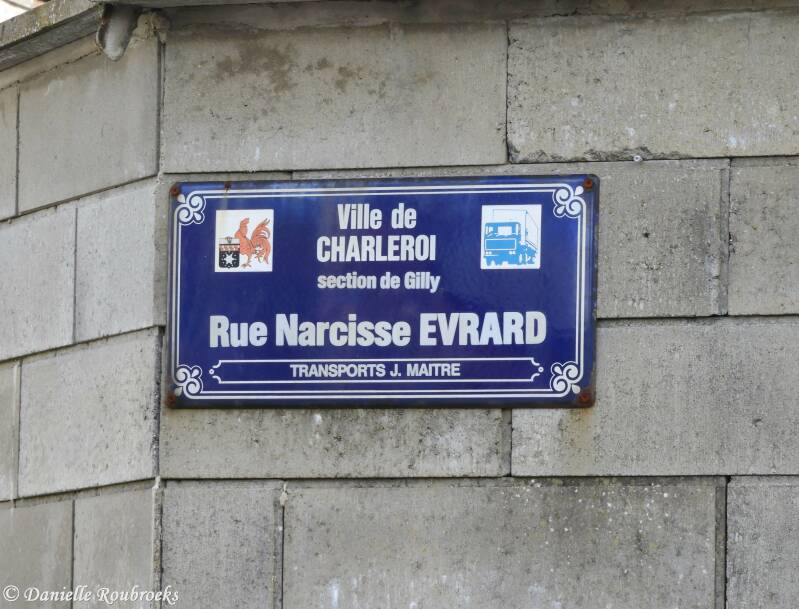 Ville de
CHARLEROI
section de Gilly
Rue Narcisse EVRARD
TRANSPORTS J. MAITRE
© Danielle Roubroeks